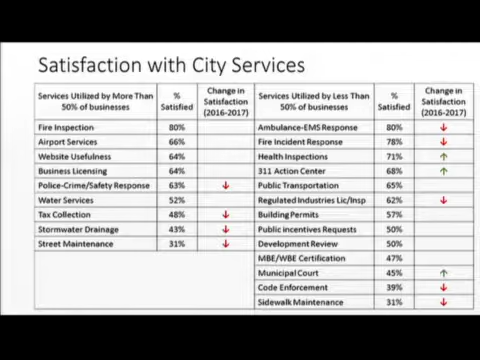 Satisfaction with City Services
Services Utilized by More Than 50% of businesses | % Satisfied | Change in Satisfaction (2016-2017) | Services Utilized by Less Than 50% of businesses | % Satisfied | Change in Satisfaction (2016-2017)
Fire Inspection | 80% | | Ambulance-EMS Response | 80% | ↓
Airport Services | 66% | | Fire Incident Response | 78% | ↓
Website Usefulness | 64% | | Health Inspections | 71% | ↑
Business Licensing | 64% | | 311 Action Center | 68% | ↑
Police-Crime/Safety Response | 63% | ↓ | Public Transportation | 65% |
Water Services | 52% | | Regulated Industries Lic/Insp | 62% | ↓
Tax Collection | 48% | ↓ | Building Permits | 57% |
Stormwater Drainage | 43% | ↓ | Public incentives Requests | 50% |
Street Maintenance | 31% | ↓ | Development Review | 50% |
MBE/WBE Certification | 47% |
Municipal Court | 45% | ↑
Code Enforcement | 39% | ↓
Sidewalk Maintenance | 31% | ↓